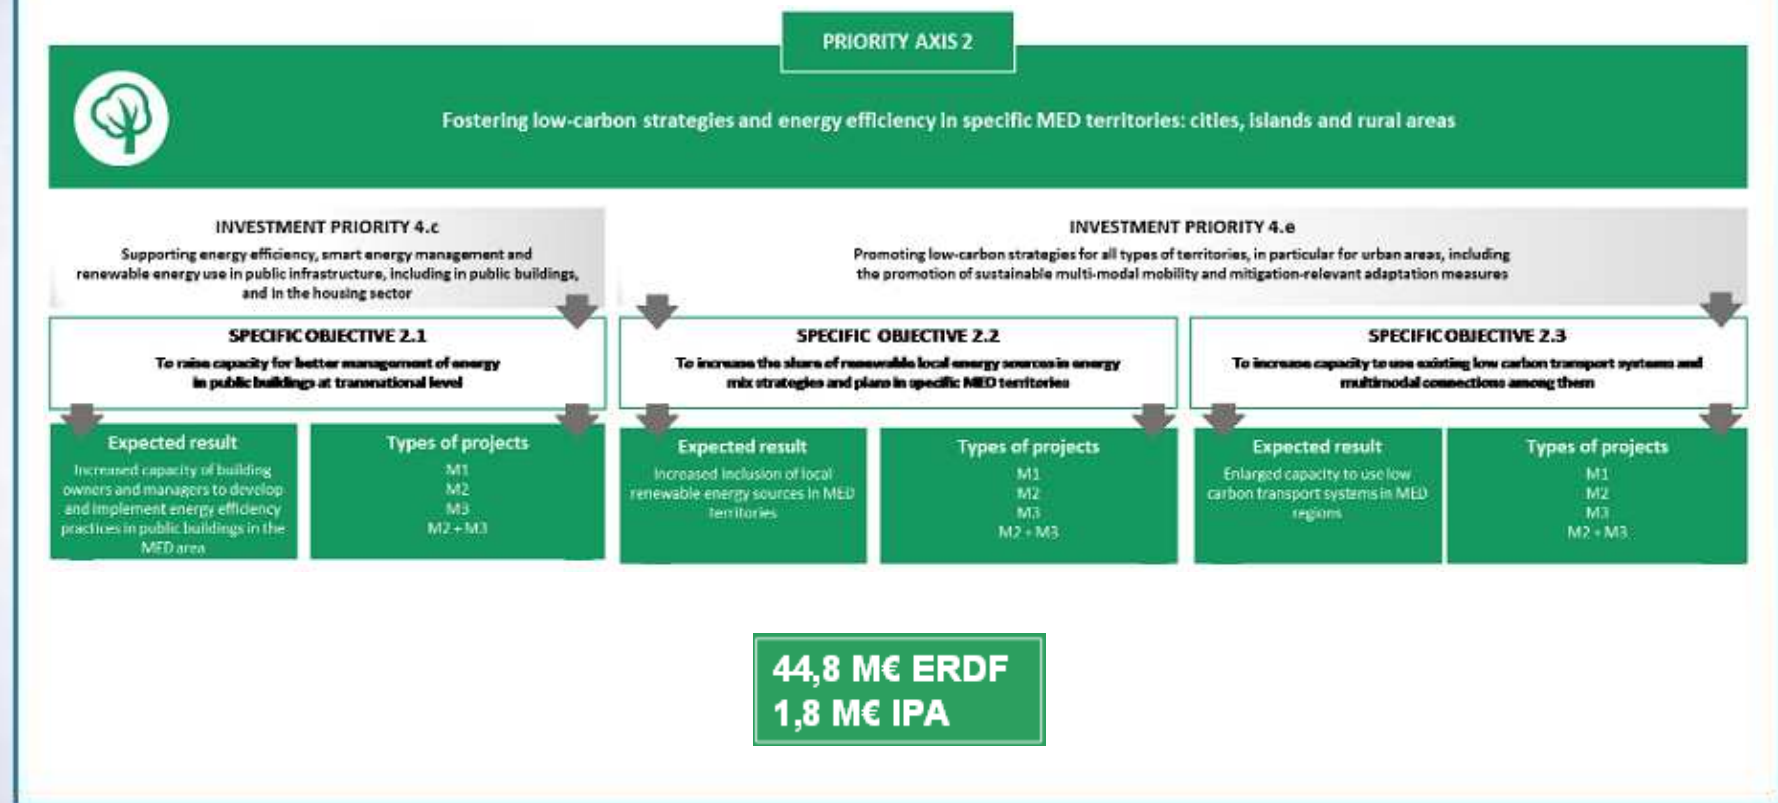 PRIORITY AXIS 2
Fostering low-carbon strategies and energy efficiency in specific MED territories: cities, islands and rural areas
INVESTMENT PRIORITY 4.c
Supporting energy efficiency, smart energy management and
renewable energy use in public infrastructure, including in public buildings,
and in the housing sector
INVESTMENT PRIORITY 4.e
Promoting low-carbon strategies for all types of territories, in particular for urban areas, including
the promotion of sustainable multi-modal mobility and mitigation-relevant adaptation measures
SPECIFIC OBJECTIVE 2.1
To raise capacity for better management of energy
in public buildings at transnational level
SPECIFIC OBJECTIVE 2.2
To increase the share of renewable local energy sources in energy
mix strategies and plans in specific MED territories
SPECIFIC OBJECTIVE 2.3
To increase capacity to use existing low carbon transport systems and
multimodal connections among them
Expected result
Increased capacity of building
owners and managers to develop
and implement energy efficiency
practices in public buildings in the
MED area
Types of projects
M1
M2
M3
M2 + M3
Expected result
Increased inclusion of local
renewable energy sources in MED
territories
Types of projects
M1
M2
M3
M2 + M3
Expected result
Enlarged capacity to use low
carbon transport systems in MED
regions
Types of projects
M1
M2
M3
M2 + M3
44,8 M€ ERDF
1,8 M€ IPA